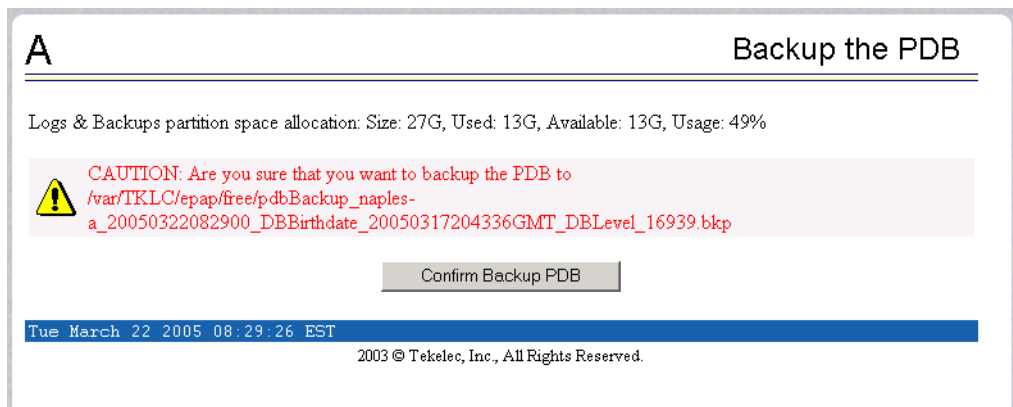 A
Backup the PDB
Logs & Backups partition space allocation: Size: 27G, Used: 13G, Available: 13G, Usage: 49%
CAUTION: Are you sure that you want to backup the PDB to
/var/TKLC/epap/free/pdbBackup_naples-
a_20050322082900_DBBirthdate_20050317204336GMT_DBLevel_16939.bkp
Confirm Backup PDB
Tue March 22 2005 08:29:26 EST
2003 © Tekelec, Inc., All Rights Reserved.